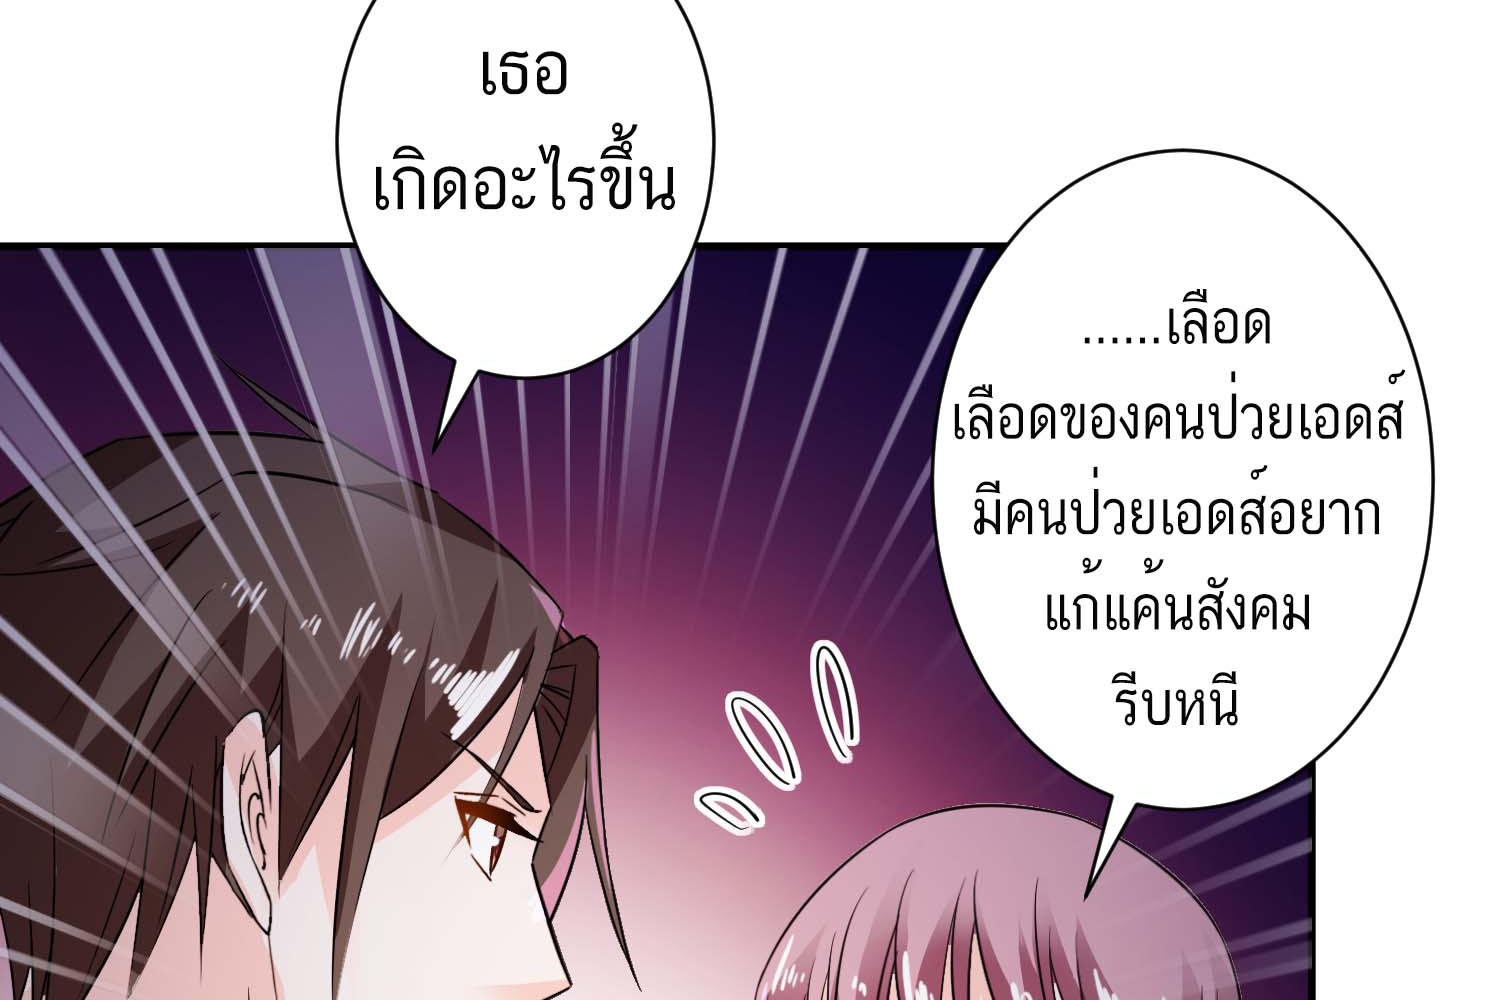 เธอ
เกิดอะไรขึ้น
......เลือด
เลือดของคนป่วยเอดส์
มีคนป่วยเอดส์อยาก
แก้แค้นสังคม
รีบหนี